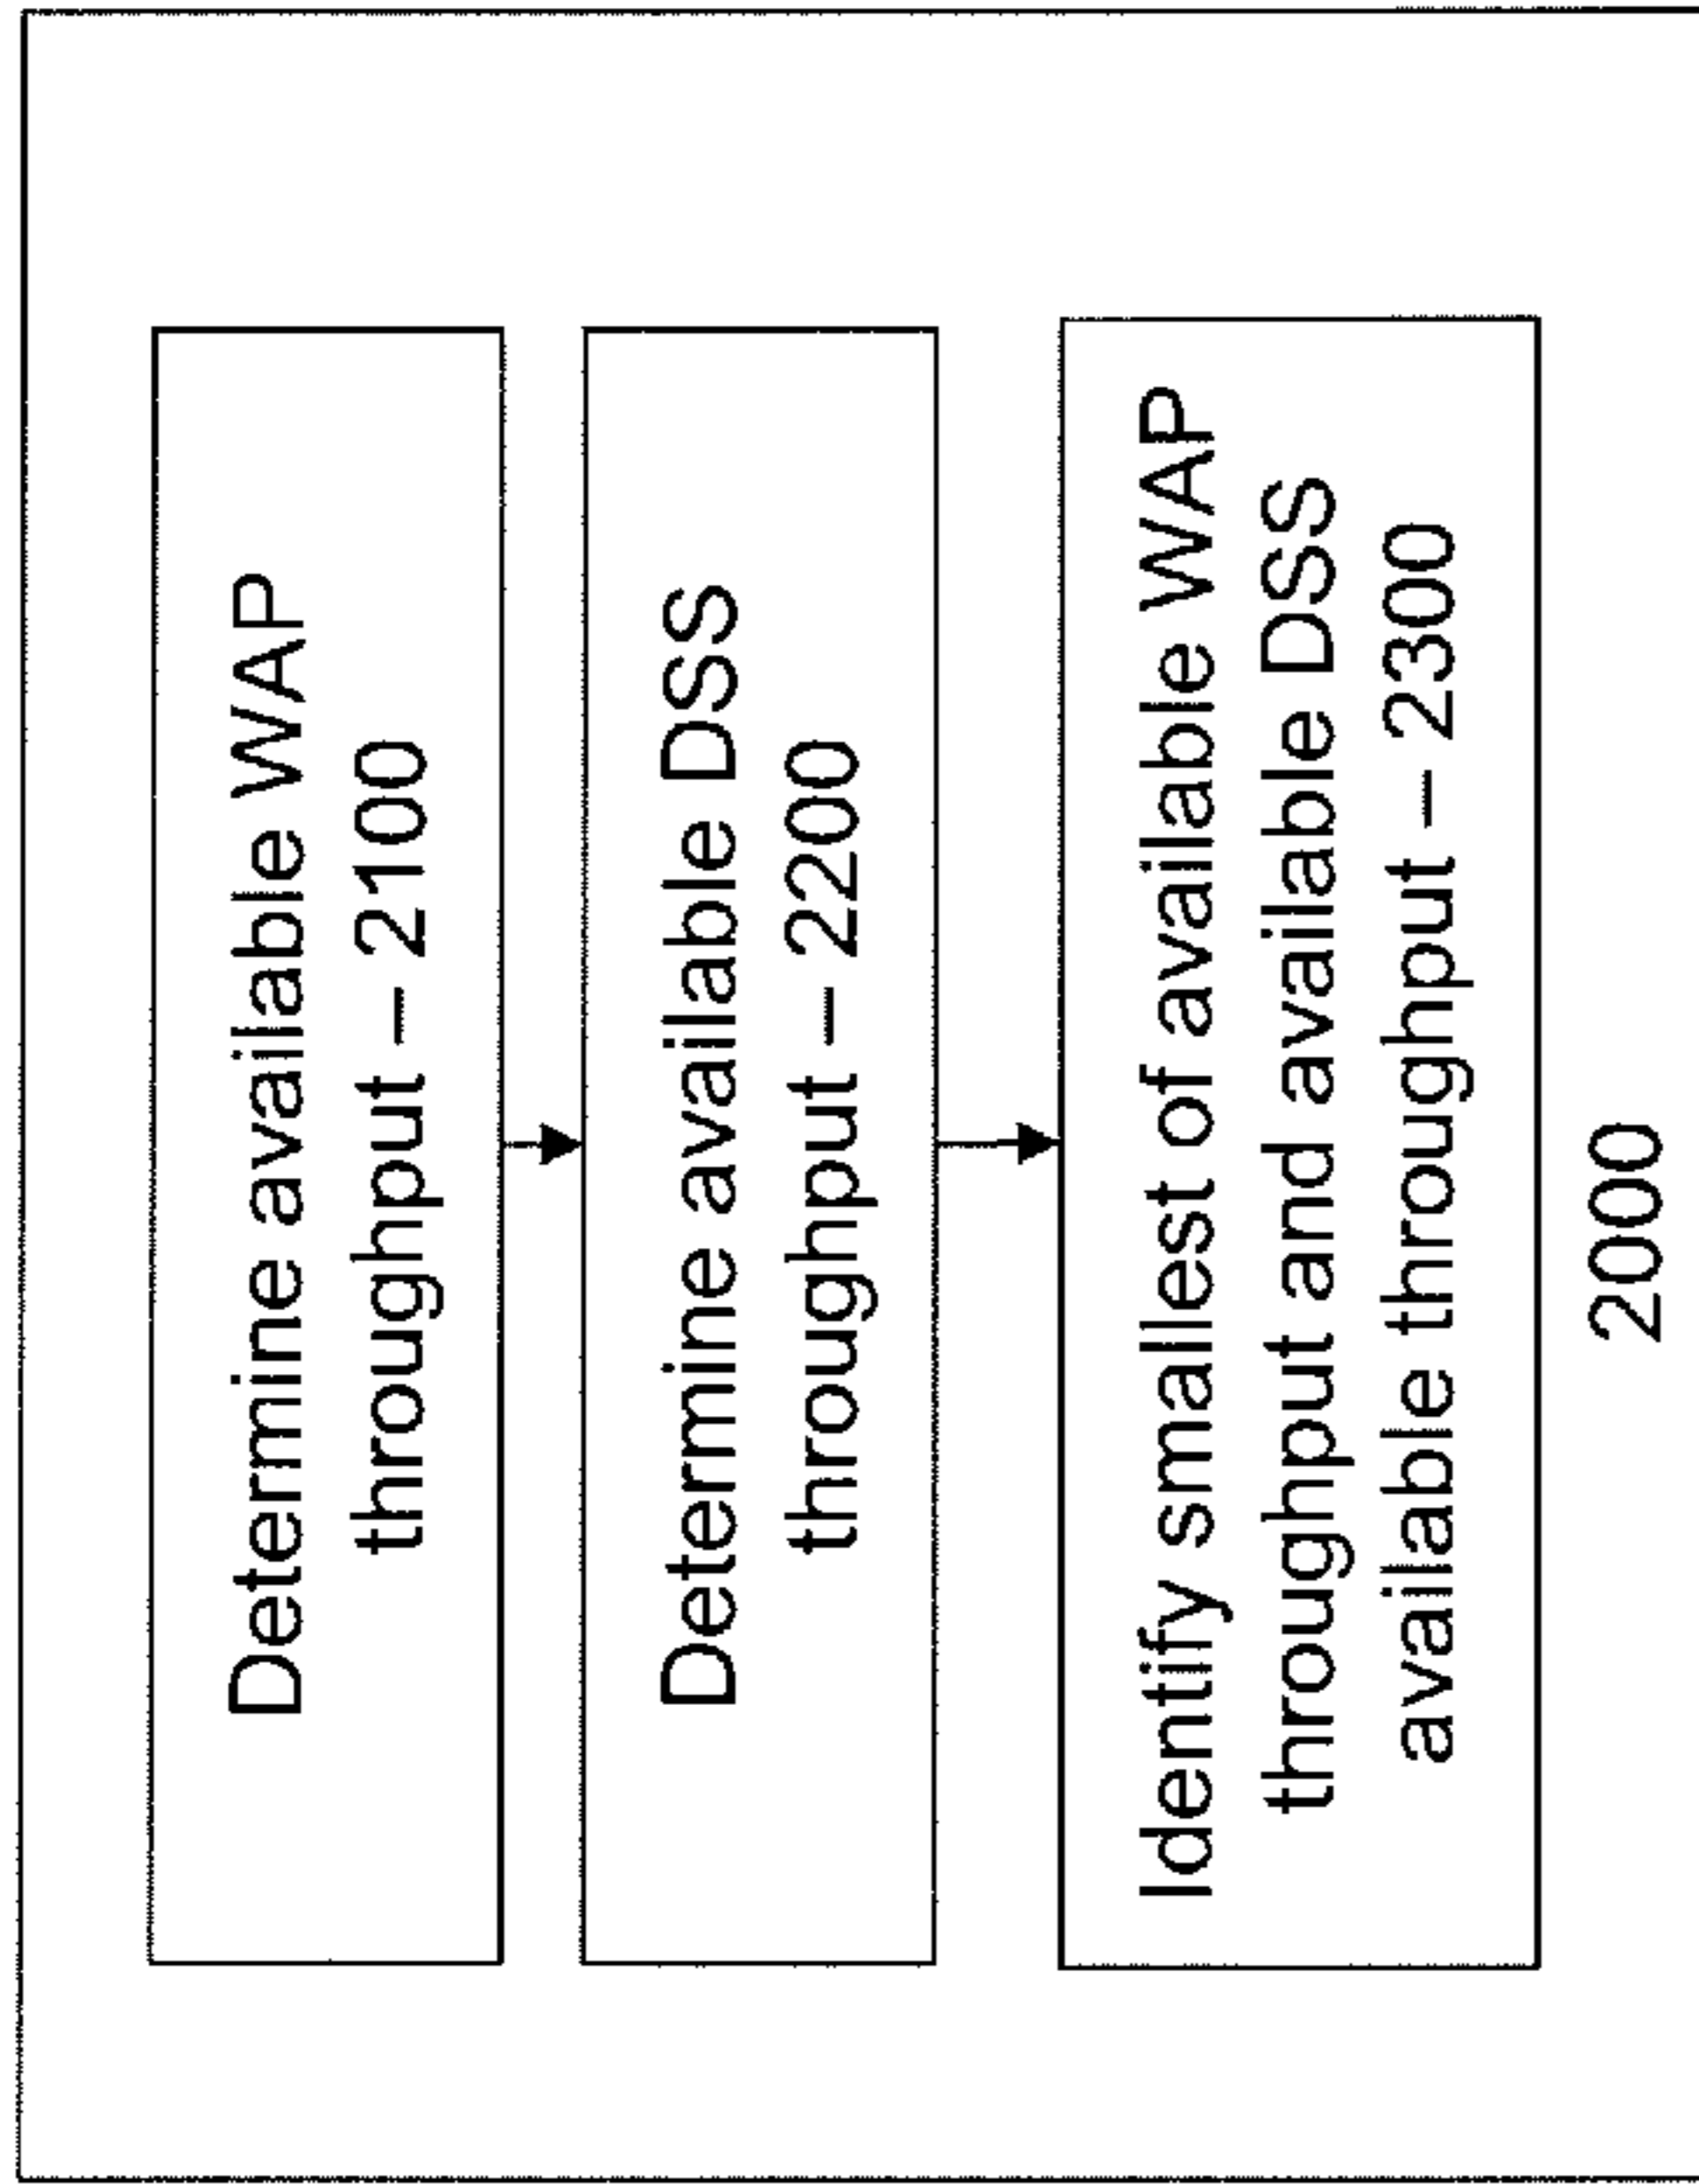 Determine available WAP
throughput – 2100
Determine available DSS
throughput – 2200
Identify smallest of available WAP
throughput and available DSS
available throughput – 2300
2000